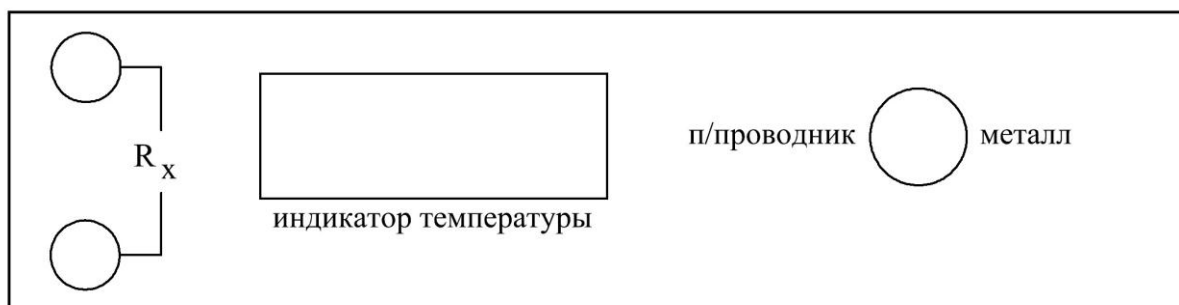 п/проводник металл
R x
индикатор температуры